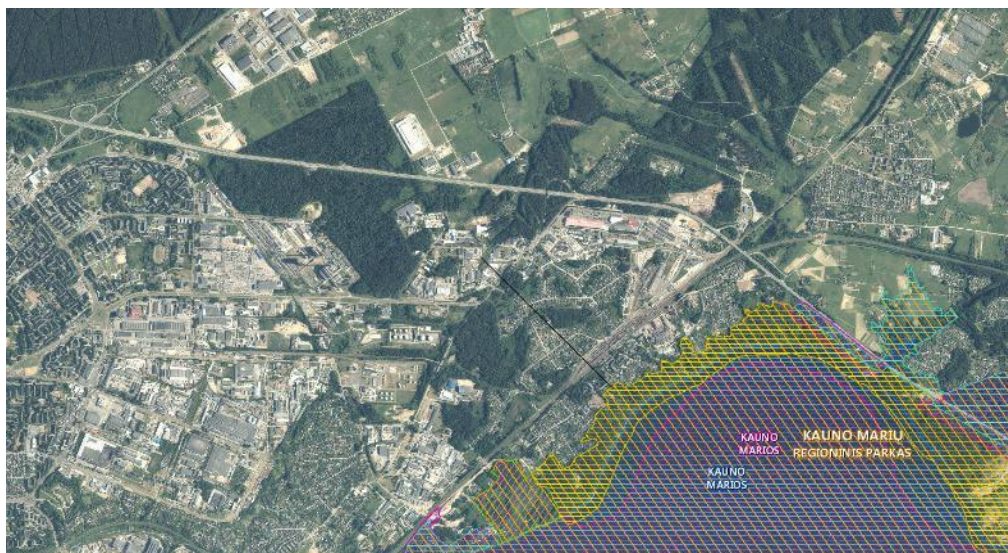 KAUNO
MARIOS
KAUNO MARIŲ
REGIONINIS PARKAS
KAUNO
MARIOS